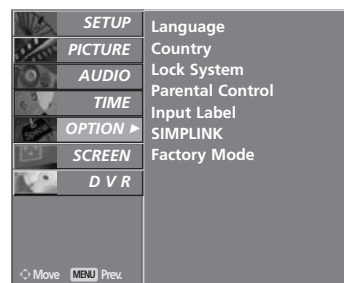 SETUP
PICTURE
AUDIO
TIME
OPTION
SCREEN
D V R
Language
Country
Lock System
Parental Control
Input Label
SIMPLINK
Factory Mode
Move MENU Prev.